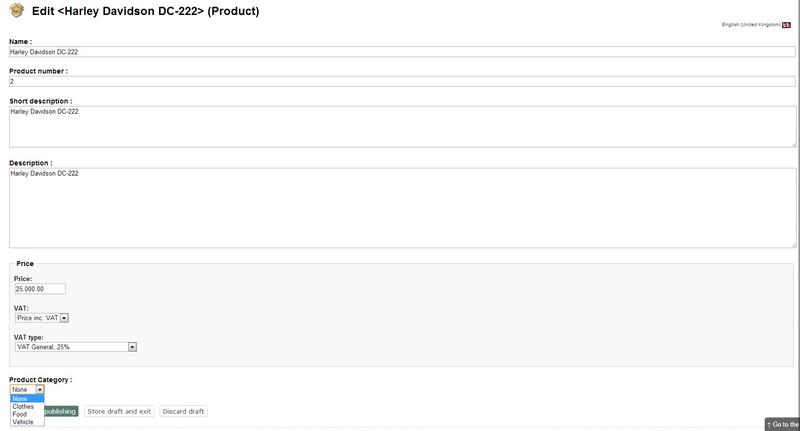 Edit <Harley Davidson DC-222> (Product)
English (United Kingdom)
Name :
Harley Davidson DC-222
Product number :
2
Short description :
Harley Davidson DC-222
Description :
Harley Davidson DC-222
Price
Price:
25,000.00
VAT:
Price inc. VAT
VAT type:
VAT General, 25%
Product Category :
None
None
Clothes
Food
Vehicle
publishing Store draft and exit Discard draft
↑ Go to the